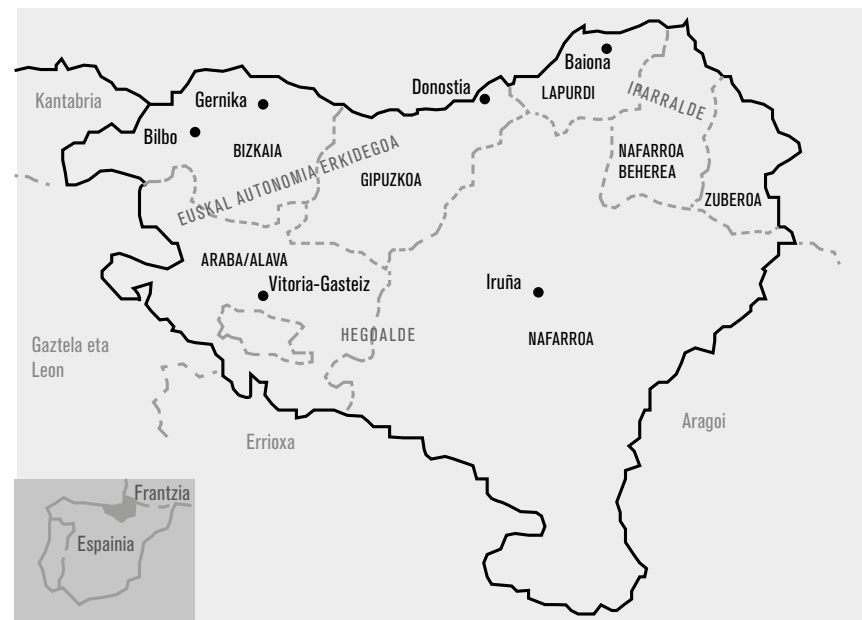 Kantabria
Gernika
Bilbo
BIZKAIA
EUSKAL AUTONOMIA ERKIDEGOA
GIPUZKOA
Donostia
Baiona
LAPURDI
IPARRALDE
NAFARROA
BEHEREA
ZUBEROA
ARABA/ALAVA
Vitoria-Gasteiz
Iruña
HEGOALDE
NAFARROA
Gaztela eta
Leon
Errioxa
Aragoi
Frantzia
Espainia